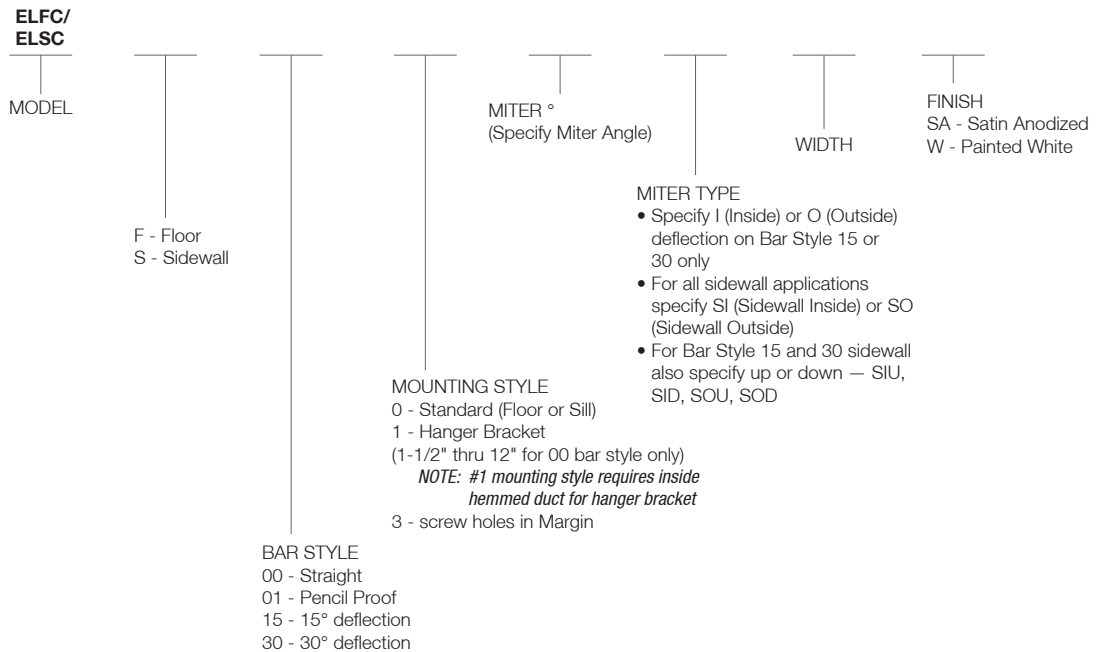 ELFC/
ELSC
MODEL
F - Floor
S - Sidewall
BAR STYLE
00 - Straight
01 - Pencil Proof
15 - 15° deflection
30 - 30° deflection
MOUNTING STYLE
0 - Standard (Floor or Sill)
1 - Hanger Bracket
(1-1/2" thru 12" for 00 bar style only)
NOTE: #1 mounting style requires inside
hemmed duct for hanger bracket
3 - screw holes in Margin
MITER °
(Specify Miter Angle)
MITER TYPE
• Specify I (Inside) or O (Outside)
deflection on Bar Style 15 or
30 only
• For all sidewall applications
specify SI (Sidewall Inside) or SO
(Sidewall Outside)
• For Bar Style 15 and 30 sidewall
also specify up or down — SIU,
SID, SOU, SOD
WIDTH
FINISH
SA - Satin Anodized
W - Painted White